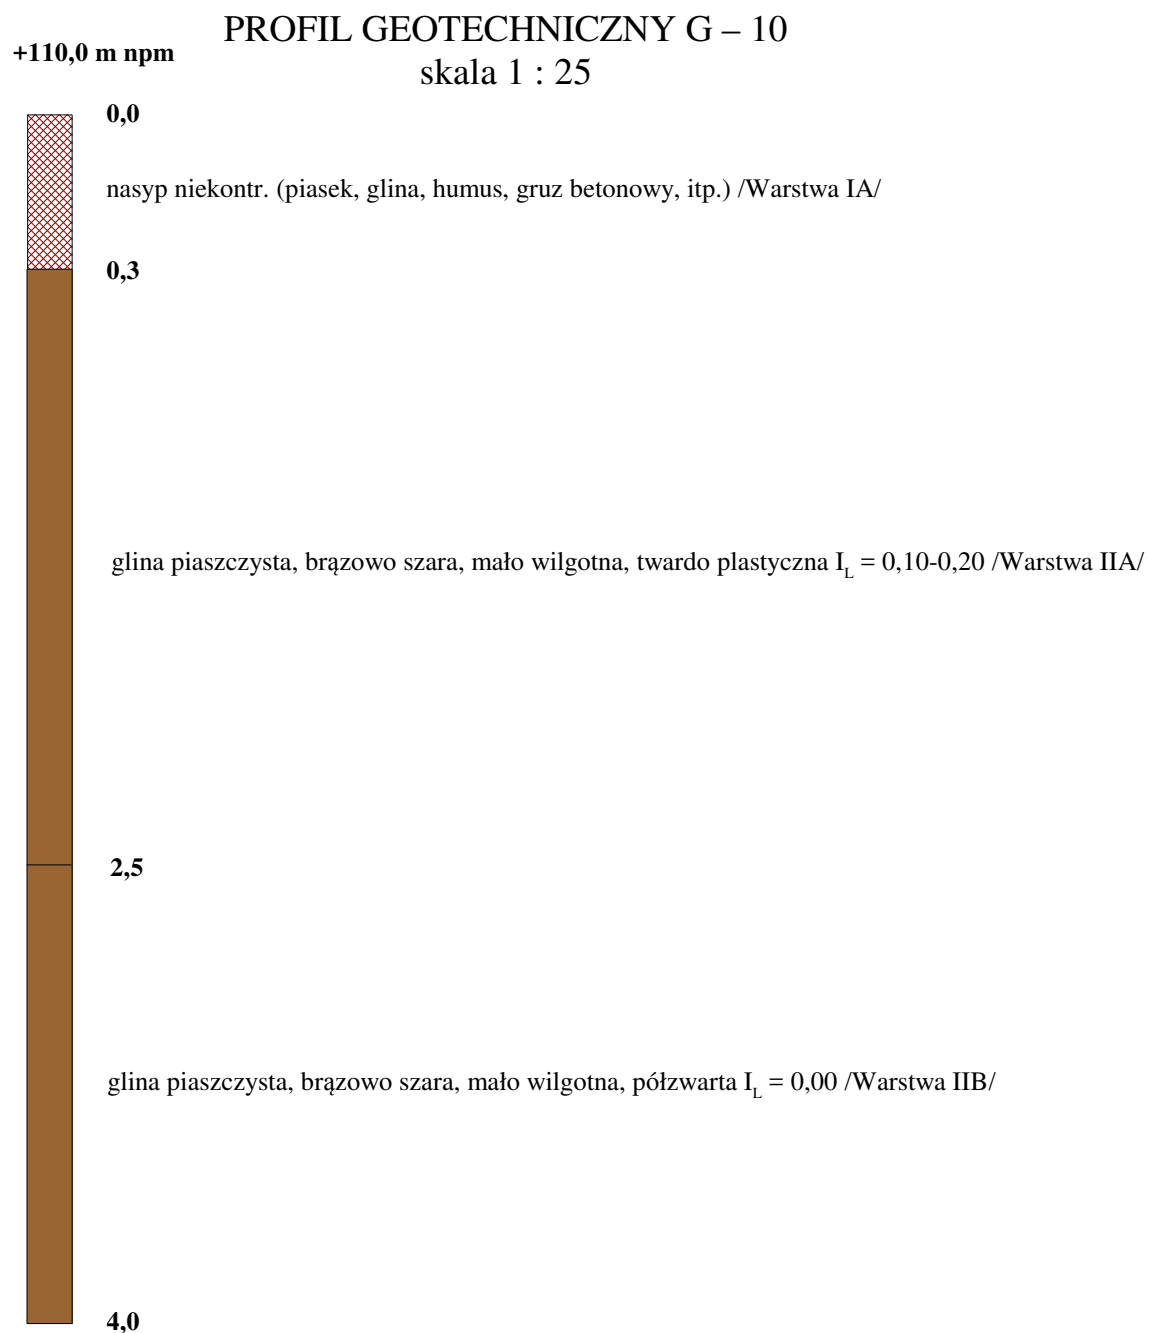 PROFIL GEOTECHNICZNY G – 10
+110,0 m npm
skala 1 : 25
0,0
nasyp niekontr. (piasek, glina, humus, gruz betonowy, itp.) /Warstwa IA/
0,3
glina piaszczysta, brązowo szara, mało wilgotna, twardo plastyczna I_L = 0,10-0,20 /Warstwa IIA/
2,5
glina piaszczysta, brązowo szara, mało wilgotna, półzwarta I_L = 0,00 /Warstwa IIB/
4,0